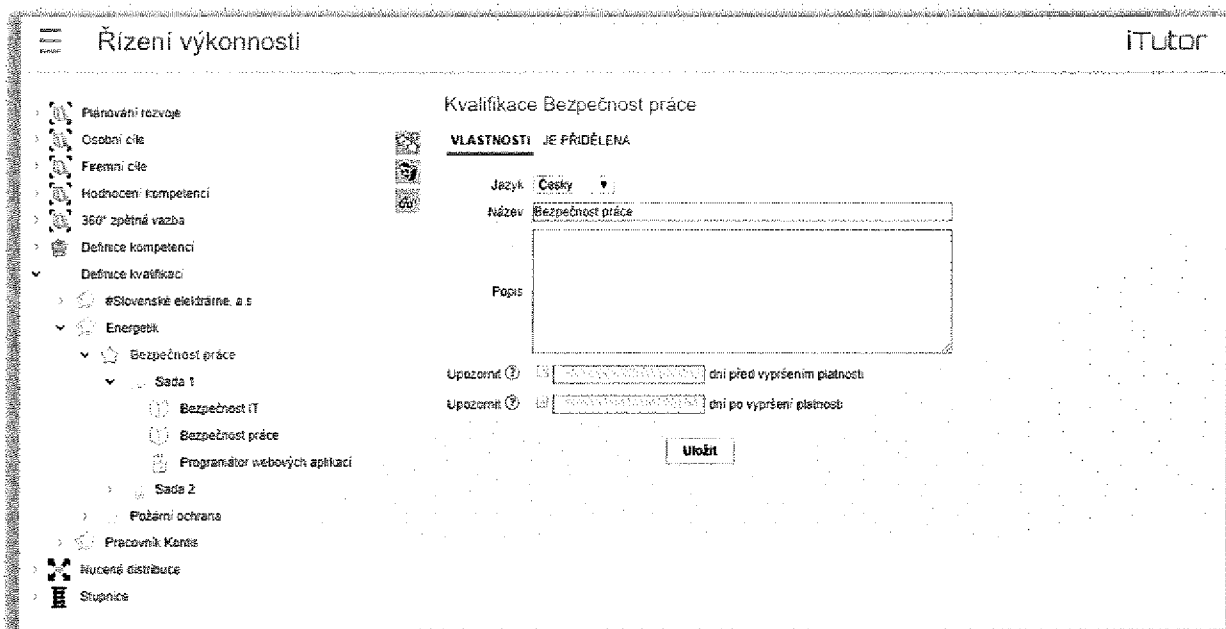 Řízení výkonnosti
iTutor
Plánování rozvoje
Osobní cíle
Firemní cíle
Hodnocení kompetencí
360° zpětná vazba
Definice kompetencí
Definice kvalifikací
#Slovenské elektrárne, a.s
Energetik
Bezpečnost práce
Sada 1
Bezpečnost IT
Bezpečnost práce
Programátor webových aplikací
Sada 2
Požární ochrana
Pracovník Kontis
Nucená distribuce
Stupnice
Kvalifikace Bezpečnost práce
VLASTNOSTI JE PŘIDĚLENA
Jazyk Česky
Název Bezpečnost práce
Popis
Upozornit ? dní před vypršením platnosti
Upozornit ? dní po vypršení platnosti
Uložit